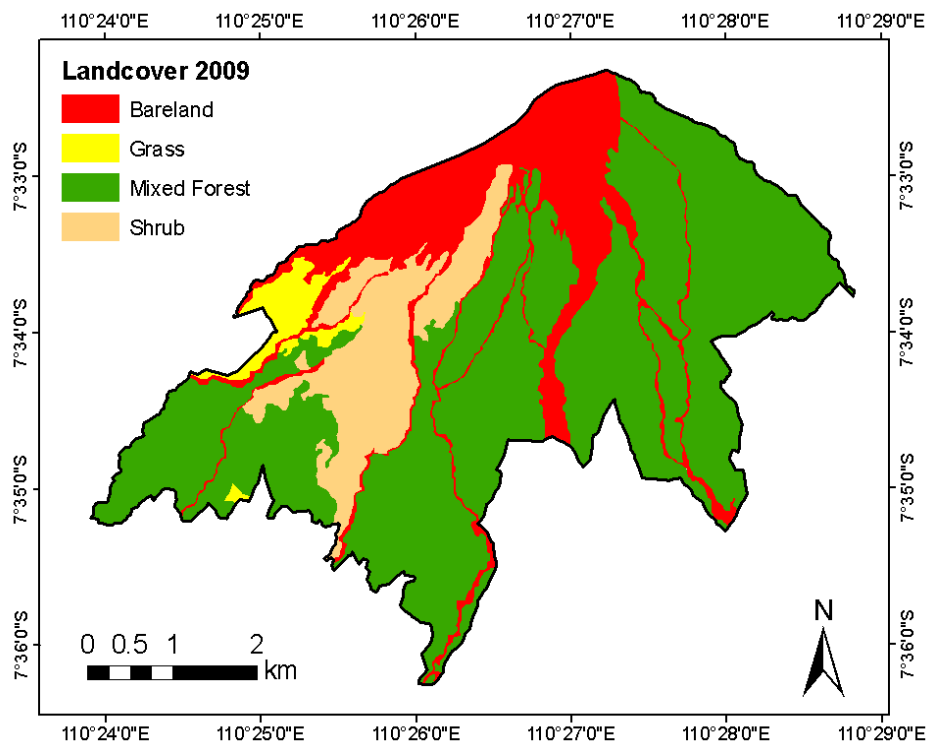 110°24'0"E 110°25'0"E 110°26'0"E 110°27'0"E 110°28'0"E 110°29'0"E
Landcover 2009
Bareland
Grass
Mixed Forest
Shrub
7°33'0"S 7°33'0"S
7°34'0"S 7°34'0"S
7°35'0"S 7°35'0"S
7°36'0"S 7°36'0"S
0 0.5 1 2
km
N
110°24'0"E 110°25'0"E 110°26'0"E 110°27'0"E 110°28'0"E 110°29'0"E